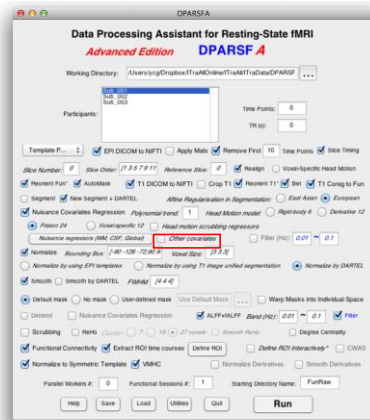 DPARSFA
Data Processing Assistant for Resting-State fMRI
Advanced Edition DPARSF A
Working Directory: /Users/ycg/Dropbox/ITraAllOnline/ITraAll/ITraData/DPARSF ...
Sub_001
Sub_002
Sub_003
Participants:
Time Points: 0
TR (s): 0
Template P... EPI DICOM to NIFTI Apply Mats Remove First 10 Time Points Slice Timing
Slice Number: 0 Slice Order: [1 3 5 7 9 11 Reference Slice: 0 Realign Voxel-Specific Head Motion
Reorient Fun* AutoMask T1 DICOM to NIFTI Crop T1 Reorient T1* Bet T1 Coreg to Fun
Segment New Segment + DARTEL Affine Regularisation in Segmentation: East Asian European
Nuisance Covariates Regression Polynomial trend: 1 Head Motion model: Rigid-body 6 Derivative 12
Friston 24 Voxel-specific 12 Head motion scrubbing regressors
Nuisance regressors (WM, CSF, Global) Other covariates Filter (Hz): 0.01 ~ 0.1
Normalize Bounding Box: [-90 -126 -72;90 9 Voxel Size: [3 3 3]
Normalize by using EPI templates Normalize by using T1 image unified segmentation Normalize by DARTEL
Smooth Smooth by DARTEL FWHM: [4 4 4]
Default mask No mask User-defined mask Use Default Mask ... Warp Masks into Individual Space
Detrend Nuisance Covariates Regression ALFF+fALFF Band (Hz): 0.01 ~ 0.1 Filter
Scrubbing ReHo Cluster: 7 19 27 voxels Smooth ReHo Degree Centrality
Functional Connectivity Extract ROI time courses Define ROI Define ROI Interactively* CWAS
Normalize to Symmetric Template VMHC Normalize Derivatives Smooth Derivatives
Parallel Workers #: 0 Functional Sessions #: 1 Starting Directory Name: FunRaw
Help Save Load Utilities Quit Run